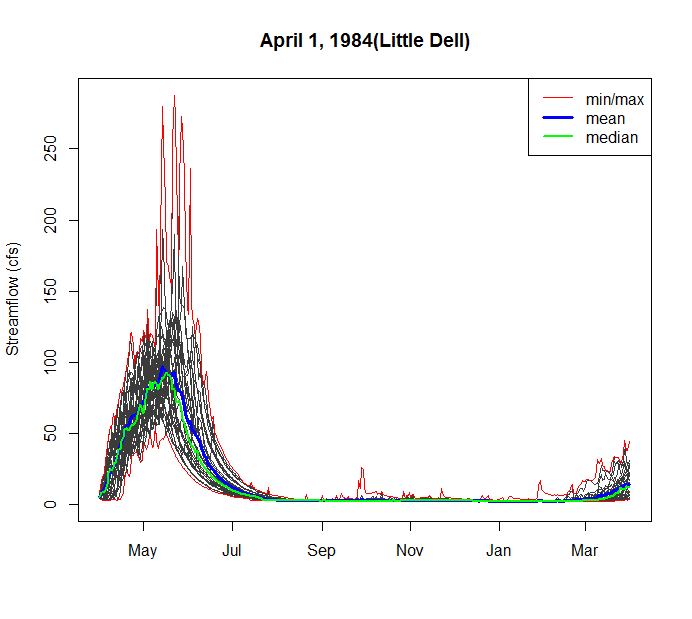 April 1, 1984(Little Dell)
min/max
mean
median
Streamflow (cfs)
250
200
150
100
50
0
May Jul Sep Nov Jan Mar